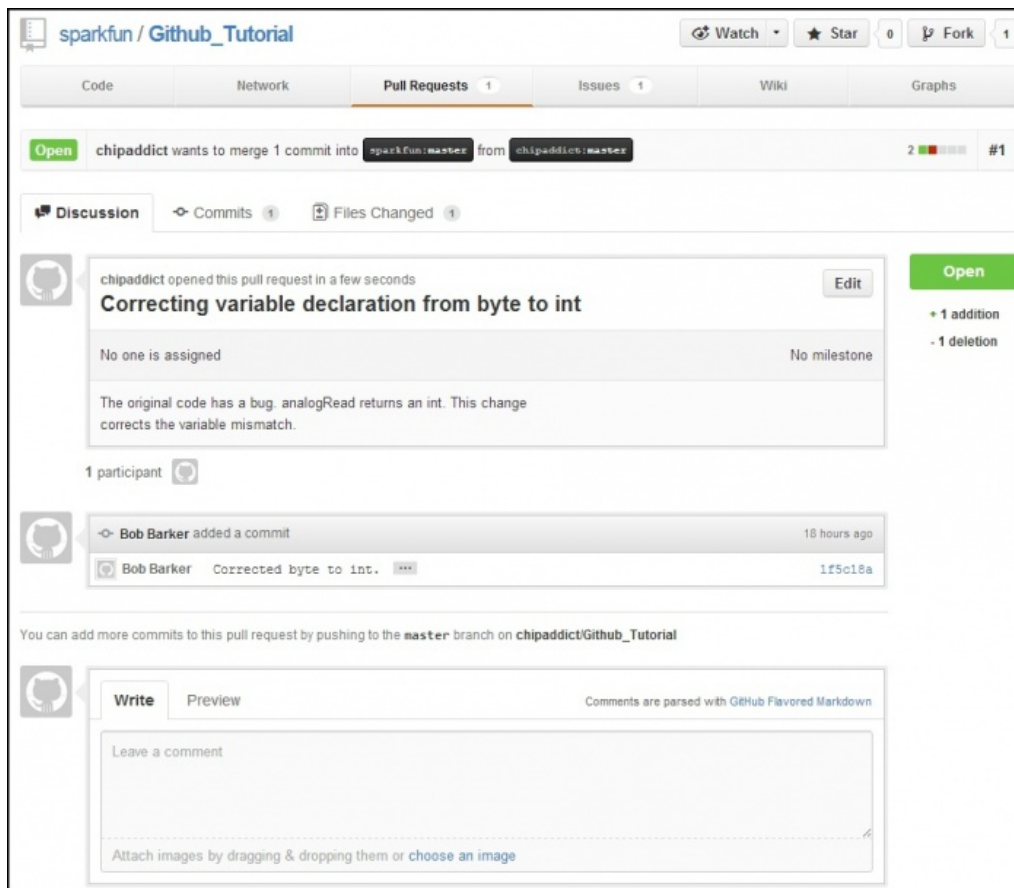 sparkfun / Github_Tutorial
Watch
Star 0
Fork 1
Code
Network
Pull Requests 1
Issues 1
Wiki
Graphs
Open chipaddict wants to merge 1 commit into sparkfun:master from chipaddict:master 2 #1
Discussion
Commits 1
Files Changed 1
chipaddict opened this pull request in a few seconds
Edit
Correcting variable declaration from byte to int
No one is assigned
No milestone
The original code has a bug. analogRead returns an int. This change
corrects the variable mismatch.
Open
+ 1 addition
- 1 deletion
1 participant
Bob Barker added a commit 18 hours ago
Bob Barker Corrected byte to int. ... 1f5c18a
You can add more commits to this pull request by pushing to the master branch on chipaddict/Github_Tutorial
Write
Preview
Comments are parsed with GitHub Flavored Markdown
Leave a comment
Attach images by dragging & dropping them or choose an image